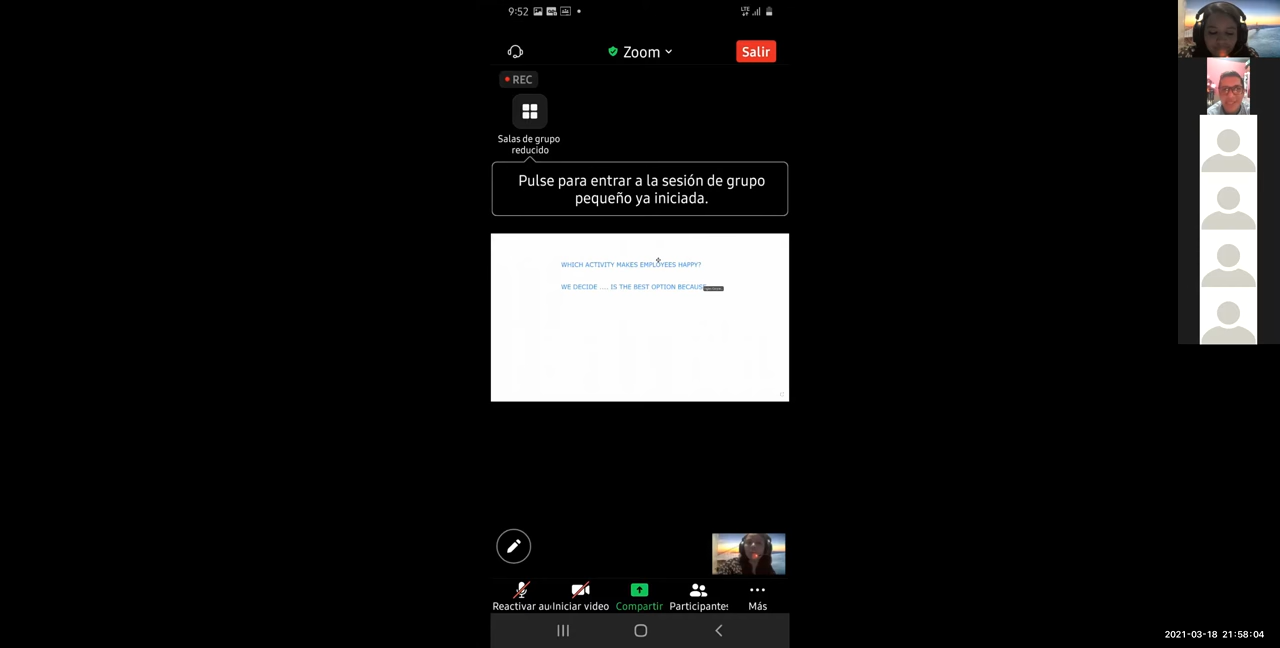 9:52
LTE
Zoom
Salir
REC
Salas de grupo
reducido
Pulse para entrar a la sesión de grupo
pequeño ya iniciada.
WHICH ACTIVITY MAKES EMPLOYEES HAPPY?
WE DECIDE .... IS THE BEST OPTION BECAUSE
Reactivar au Iniciar video Compartir Participantes Más
2021-03-18 21:58:04